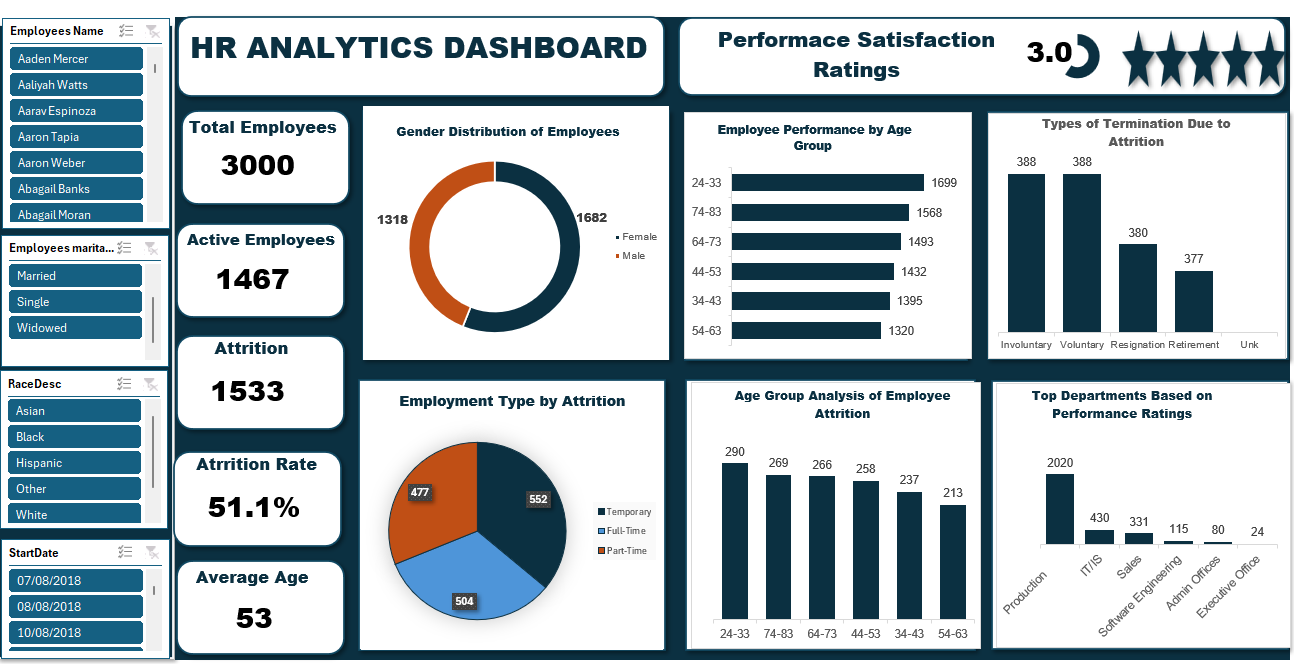 Employees Name
Aaden Mercer
Aaliyah Watts
Aarav Espinoza
Aaron Tapia
Aaron Weber
Abagail Banks
Abagail Moran
Employees marita...
Married
Single
Widowed
RaceDesc
Asian
Black
Hispanic
Other
White
StartDate
07/08/2018
08/08/2018
10/08/2018
HR ANALYTICS DASHBOARD
Performace Satisfaction
Ratings
3.0
Total Employees
3000
Active Employees
1467
Attrition
1533
Atrrition Rate
51.1%
Average Age
53
Gender Distribution of Employees
1318
1682
Female
Male
Employee Performance by Age
Group
24-33
1699
74-83
1568
64-73
1493
44-53
1432
34-43
1395
54-63
1320
Types of Termination Due to
Attrition
388
388
380
377
Involuntary
Voluntary
Resignation
Retirement
Unk
Employment Type by Attrition
477
552
504
Temporary
Full-Time
Part-Time
Age Group Analysis of Employee
Attrition
290
269
266
258
237
213
24-33
74-83
64-73
44-53
34-43
54-63
Top Departments Based on
Performance Ratings
2020
430
331
115
80
24
Production
IT/IS
Sales
Software Engineering
Admin Offices
Executive Office